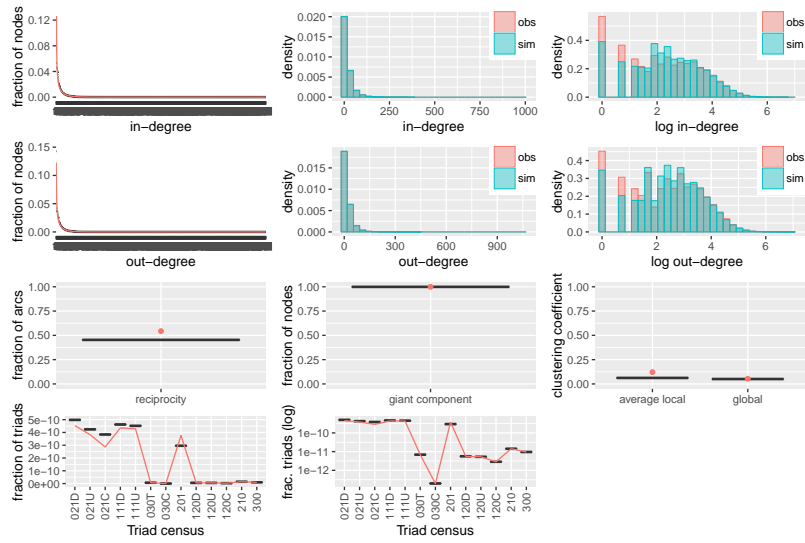 fraction of nodes
0.12
0.08
0.04
0.00
in−degree
density
0.020
0.015
0.010
0.005
0.000
0
250
500
750
1000
in−degree
obs
sim
density
0.4
0.2
0.0
0
2
4
6
log in−degree
obs
sim
fraction of nodes
0.15
0.10
0.05
0.00
out−degree
density
0.015
0.010
0.005
0.000
0
300
600
900
out−degree
obs
sim
density
0.5
0.4
0.3
0.2
0.1
0.0
0
2
4
6
log out−degree
obs
sim
fraction of arcs
1.00
0.75
0.50
0.25
0.00
reciprocity
fraction of nodes
1.00
0.75
0.50
0.25
0.00
giant component
clustering coefficient
1.00
0.75
0.50
0.25
0.00
average local
global
fraction of triads
5e−10
4e−10
3e−10
2e−10
1e−10
0e+00
021D
021U
021C
111D
111U
030T
030C
201
120D
120U
120C
210
300
Triad census
frac. triads (log)
1e−10
1e−11
1e−12
021D
021U
021C
111D
111U
030T
030C
201
120D
120U
120C
210
300
Triad census